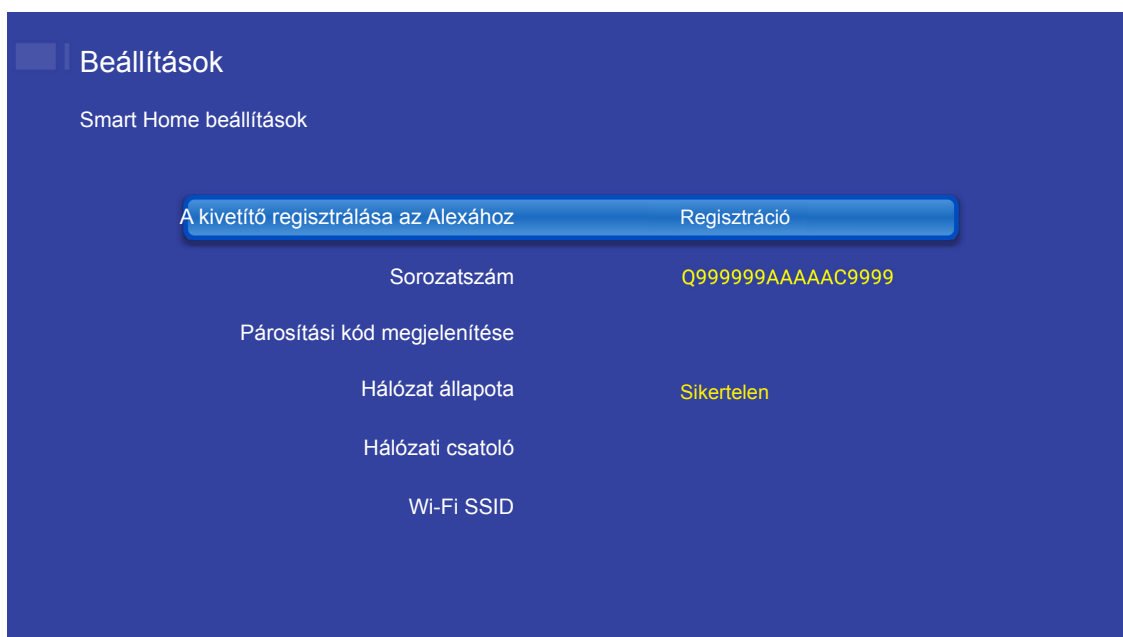 Beállítások
Smart Home beállítások
A kivetítő regisztrálása az Alexához Regisztráció
Sorozatszám Q999999AAAAAC9999
Párosítási kód megjelenítése
Hálózat állapota Sikertelen
Hálózati csatoló
Wi-Fi SSID